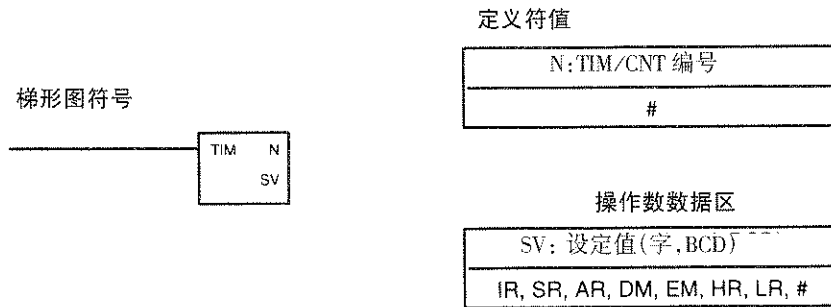 定义符值
N:TIM/CNT 编号
#
梯形图符号
TIM N
SV
操作数数据区
SV: 设定值(字,BCD)
IR, SR, AR, DM, EM, HR, LR, #